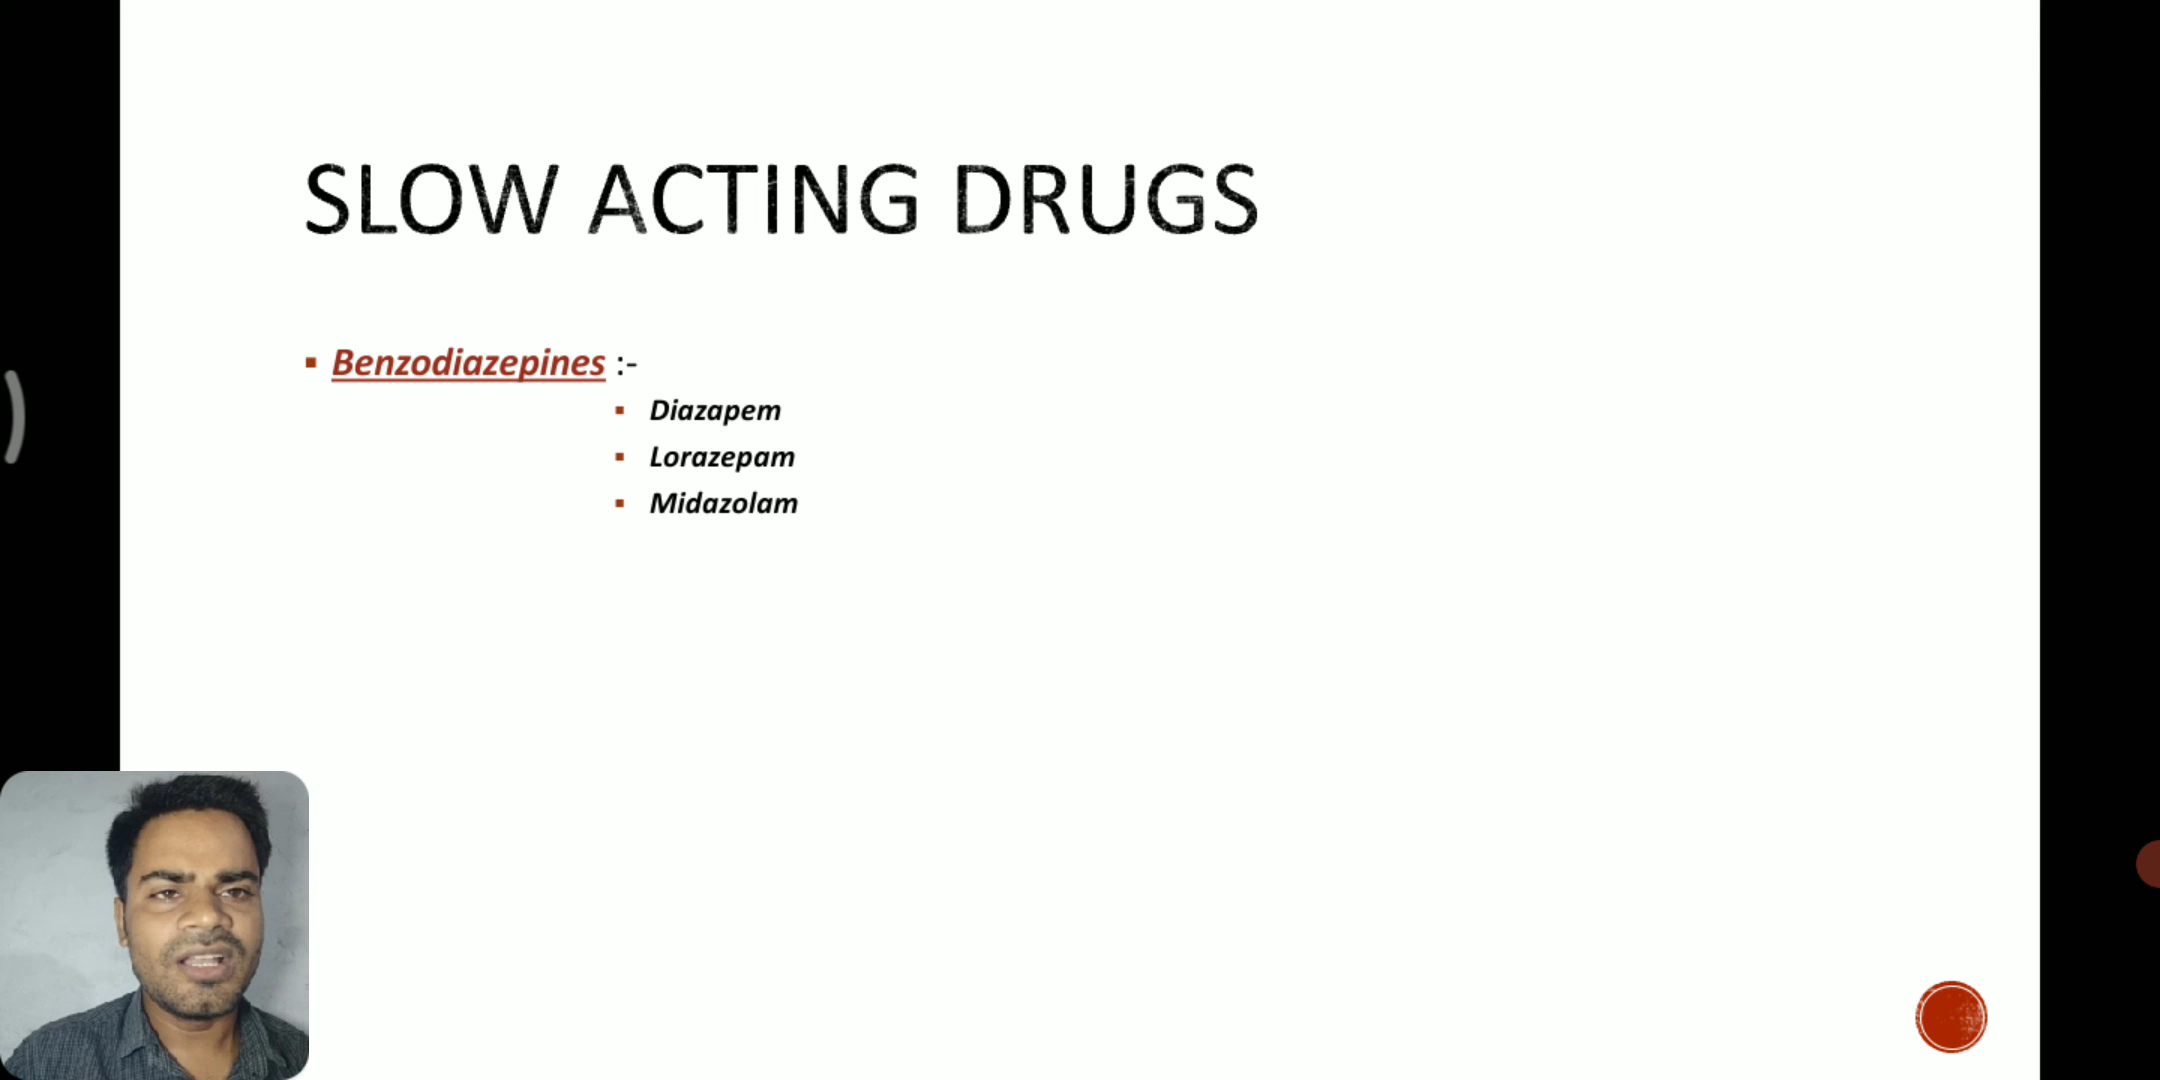 SLOW ACTING DRUGS
Benzodiazepines :-
Diazapem
Lorazepam
Midazolam